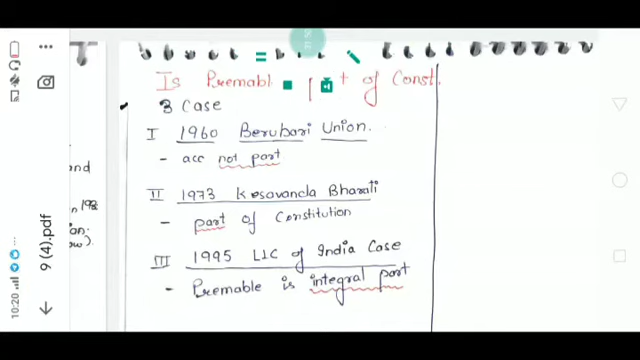 Is Premabl of Const.
3 Case
I 1960 Berubari Union.
- acc not part
II 1973 Kesavanda Bharati
- part of Constitution
III 1995 LIC of India Case
- Premable is integral part
and
10:20
9 (4).pdf